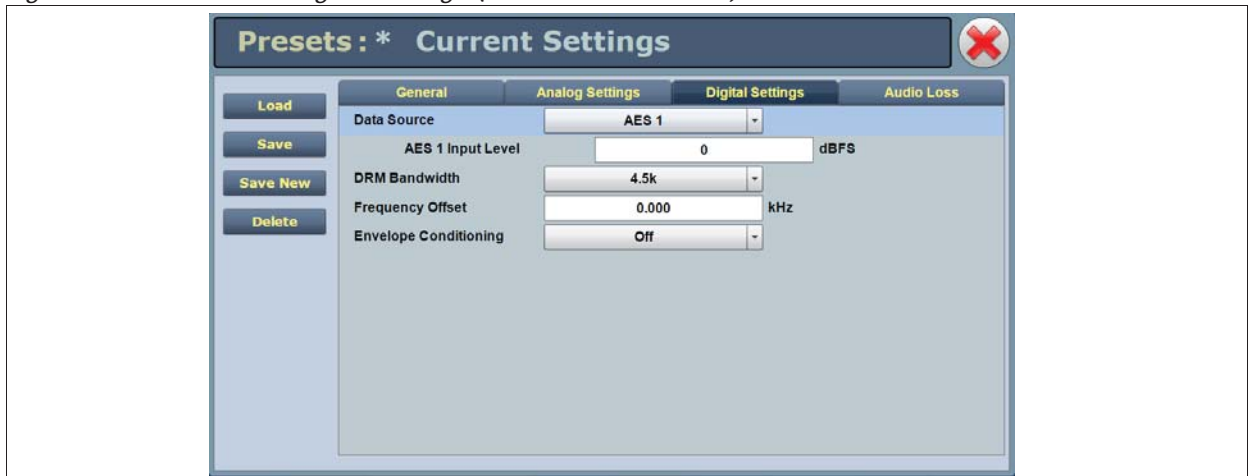 Presets:* Current Settings
Load
Save
Save New
Delete
General Analog Settings Digital Settings Audio Loss
Data Source AES 1
AES 1 Input Level 0 dBFS
DRM Bandwidth 4.5k
Frequency Offset 0.000 kHz
Envelope Conditioning Off